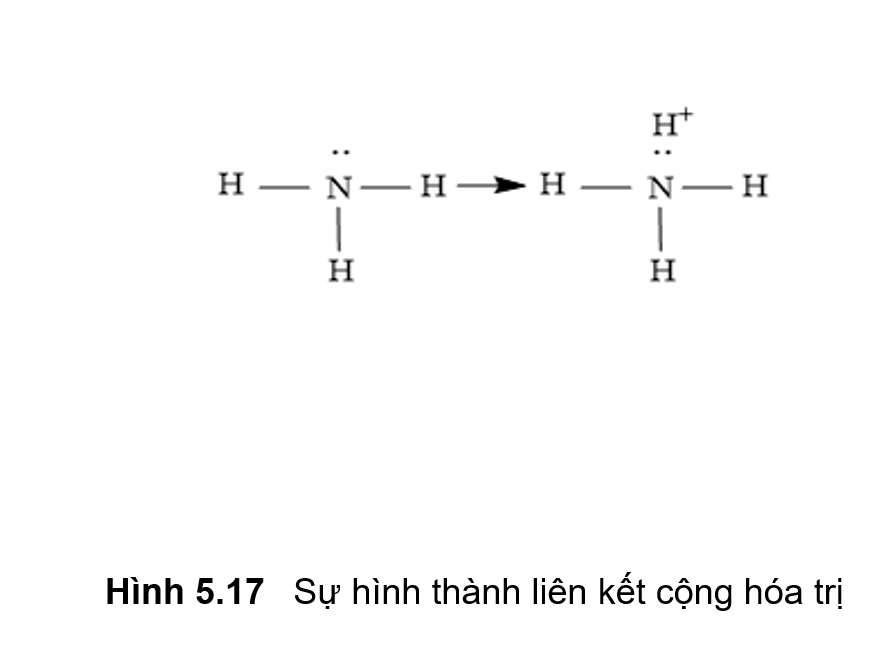 H⁺
H — N̈ — H → H — N̈ — H
H H
Hình 5.17 Sự hình thành liên kết cộng hóa trị